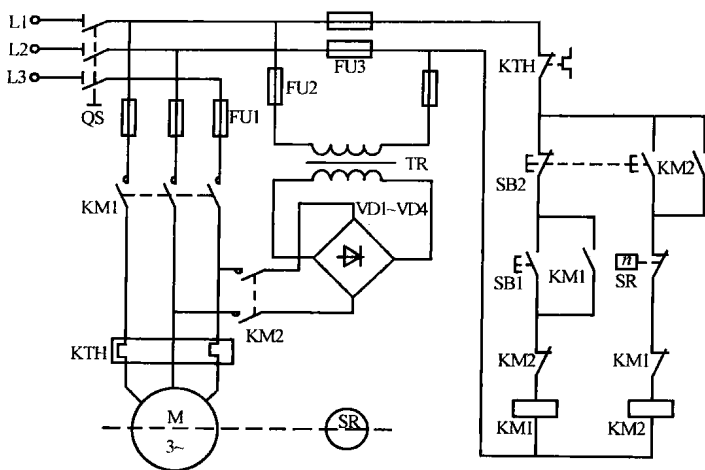 L1
L2
L3
QS
FU1
FU2
FU3
KTH
TR
SB2
KM2
KM1
VD1~VD4
n
SB1
KM1
SR
KM2
KTH
KM2
KM1
M
3~
SR
KM1
KM2